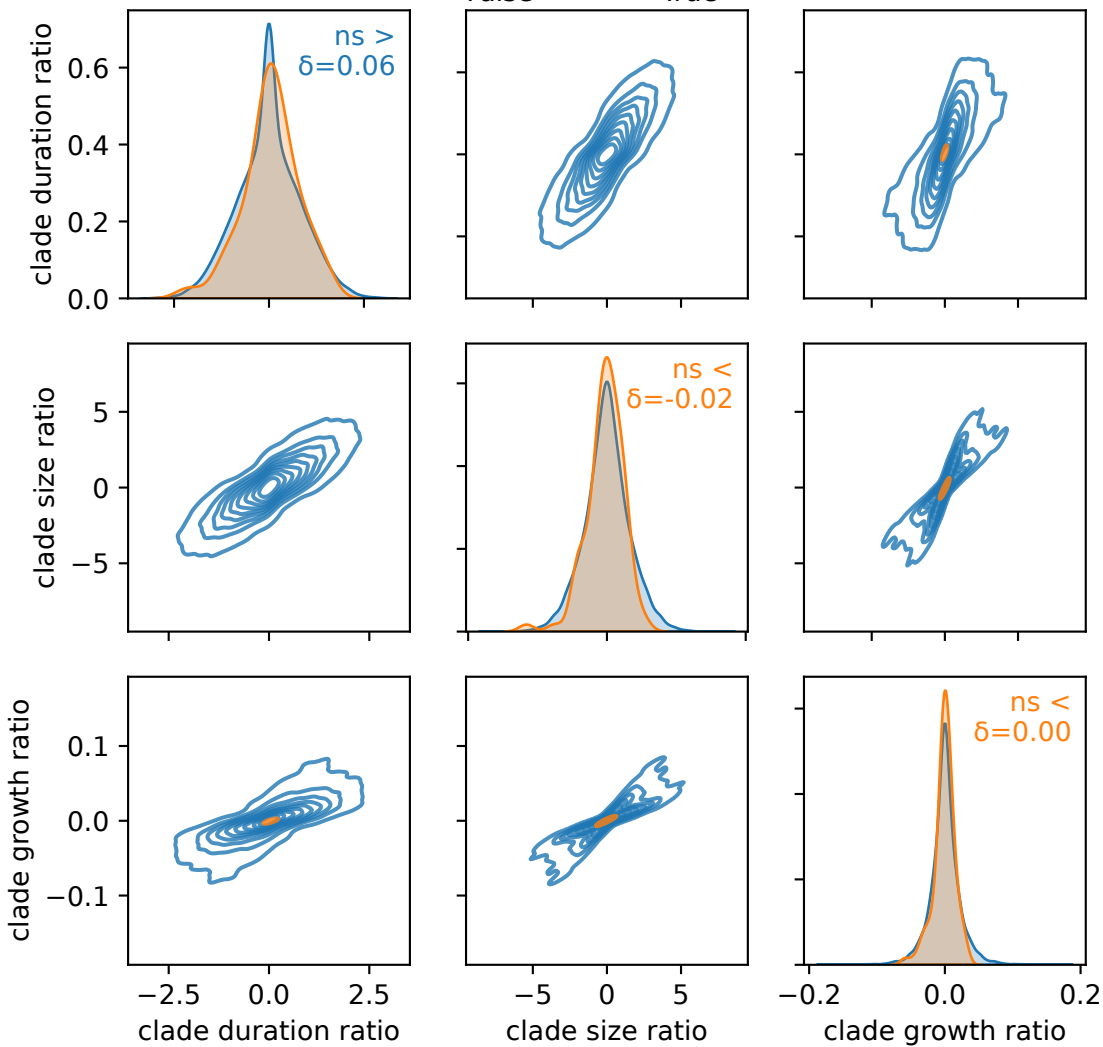 clade duration ratio
0.6
0.4
0.2
0.0
ns >
δ=0.06
clade size ratio
5
0
−5
ns <
δ=-0.02
clade growth ratio
0.1
0.0
−0.1
ns <
δ=0.00
−2.5 0.0 2.5
−5 0 5
−0.2 0.0 0.2
clade duration ratio
clade size ratio
clade growth ratio